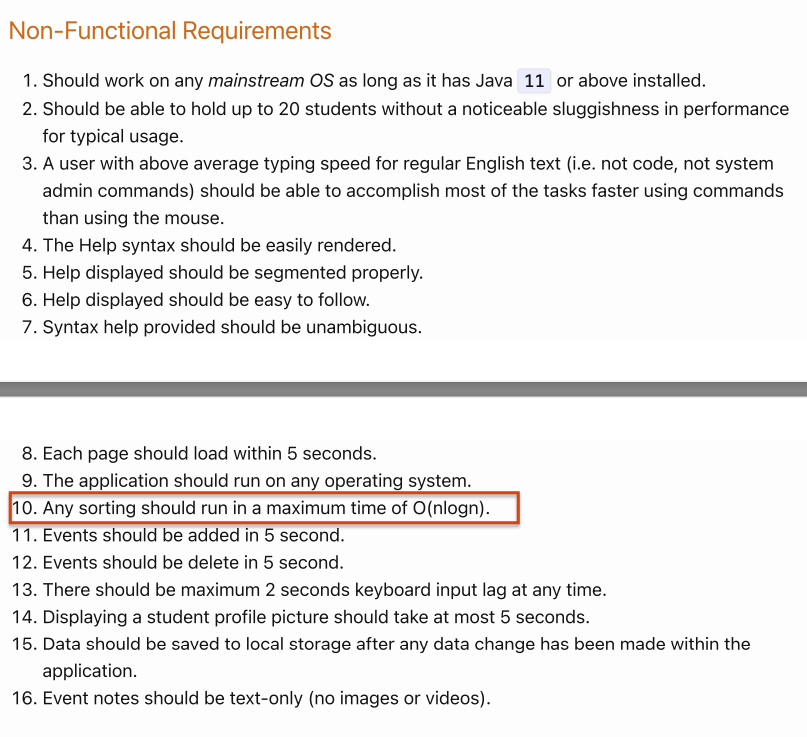 Non-Functional Requirements
1. Should work on any mainstream OS as long as it has Java 11 or above installed.
2. Should be able to hold up to 20 students without a noticeable sluggishness in performance
for typical usage.
3. A user with above average typing speed for regular English text (i.e. not code, not system
admin commands) should be able to accomplish most of the tasks faster using commands
than using the mouse.
4. The Help syntax should be easily rendered.
5. Help displayed should be segmented properly.
6. Help displayed should be easy to follow.
7. Syntax help provided should be unambiguous.
8. Each page should load within 5 seconds.
9. The application should run on any operating system.
10. Any sorting should run in a maximum time of O(nlogn).
11. Events should be added in 5 second.
12. Events should be delete in 5 second.
13. There should be maximum 2 seconds keyboard input lag at any time.
14. Displaying a student profile picture should take at most 5 seconds.
15. Data should be saved to local storage after any data change has been made within the
application.
16. Event notes should be text-only (no images or videos).